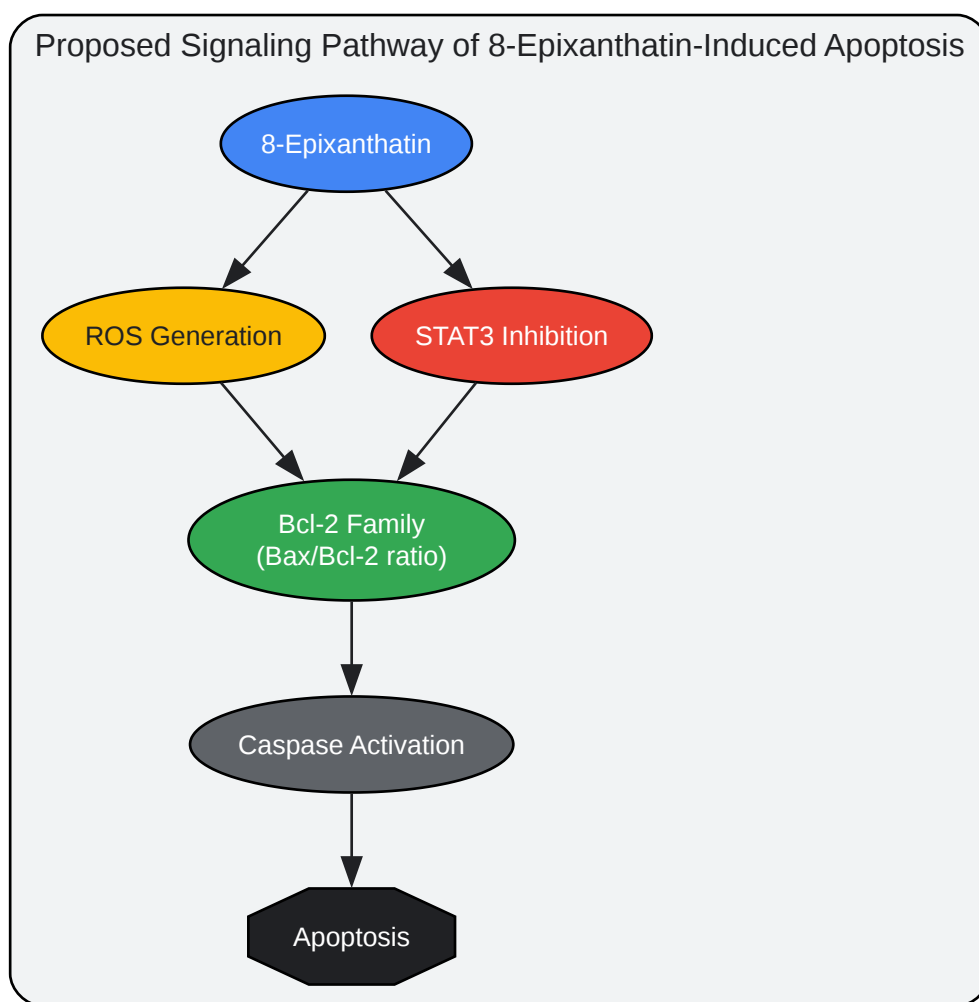 Proposed Signaling Pathway of 8-Epixanthatin-Induced Apoptosis
8-Epixanthatin
ROS Generation
STAT3 Inhibition
Bcl-2 Family
(Bax/Bcl-2 ratio)
Caspase Activation
Apoptosis